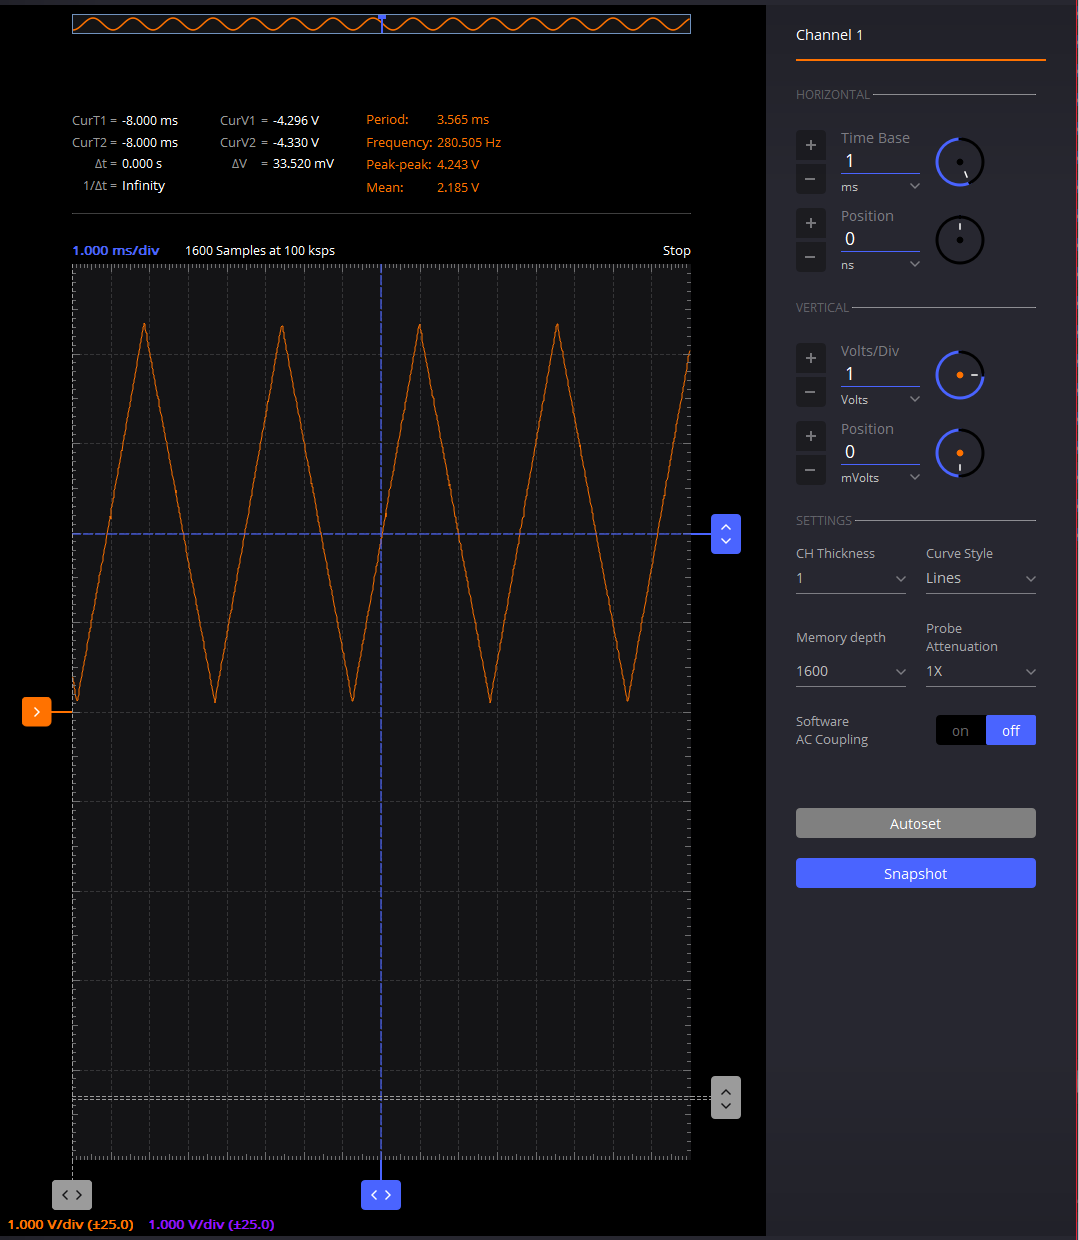 Channel 1
HORIZONTAL
CurT1 = -8.000 ms CurV1 = -4.296 V Period: 3.565 ms
CurT2 = -8.000 ms CurV2 = -4.330 V Frequency: 280.505 Hz
Δt = 0.000 s ΔV = 33.520 mV Peak-peak: 4.243 V
1/Δt = Infinity Mean: 2.185 V
1.000 ms/div 1600 Samples at 100 ksps Stop
+ Time Base
1
− ms
+ Position
0
− ns
VERTICAL
+ Volts/Div
1
− Volts
+ Position
0
− mVolts
SETTINGS
CH Thickness Curve Style
1 Lines
Memory depth Probe
Attenuation
1600 1X
Software
AC Coupling on off
Autoset
Snapshot
1.000 V/div (±25.0) 1.000 V/div (±25.0)